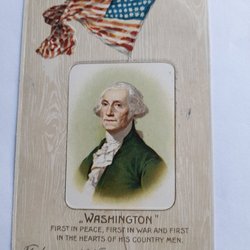 „WASHINGTON"
FIRST IN PEACE, FIRST IN WAR AND FIRST
IN THE HEARTS OF HIS COUNTRY MEN.